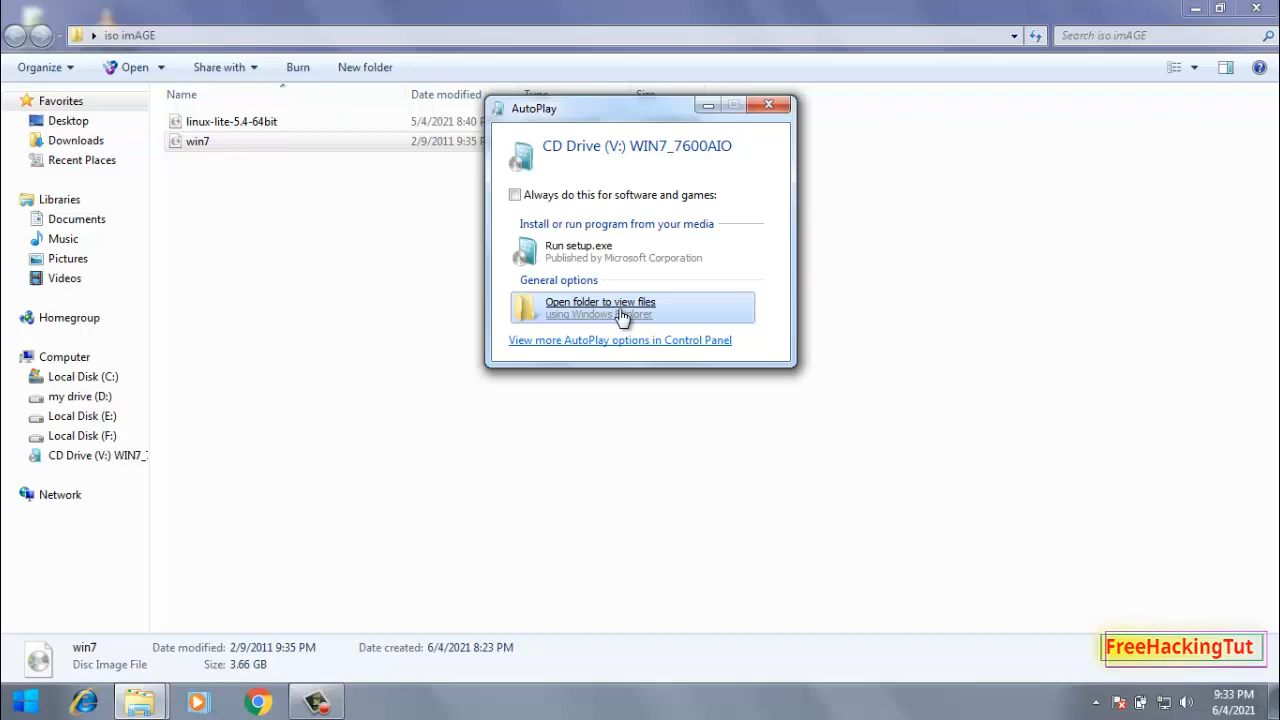 iso imAGE
Search iso imAGE
Organize Open Share with Burn New folder
Favorites
Desktop
Downloads
Recent Places
Libraries
Documents
Music
Pictures
Videos
Homegroup
Computer
Local Disk (C:)
my drive (D:)
Local Disk (E:)
Local Disk (F:)
CD Drive (V:) WIN7_7
Network
Name Date modified Type Size
linux-lite-5.4-64bit 5/4/2021 8:40
win7 2/9/2011 9:35 P
AutoPlay
CD Drive (V:) WIN7_7600AIO
Always do this for software and games:
Install or run program from your media
Run setup.exe
Published by Microsoft Corporation
General options
Open folder to view files
using Windows Explorer
View more AutoPlay options in Control Panel
win7 Date modified: 2/9/2011 9:35 PM Date created: 6/4/2021 8:23 PM
Disc Image File Size: 3.66 GB
FreeHackingTut
9:33 PM
6/4/2021